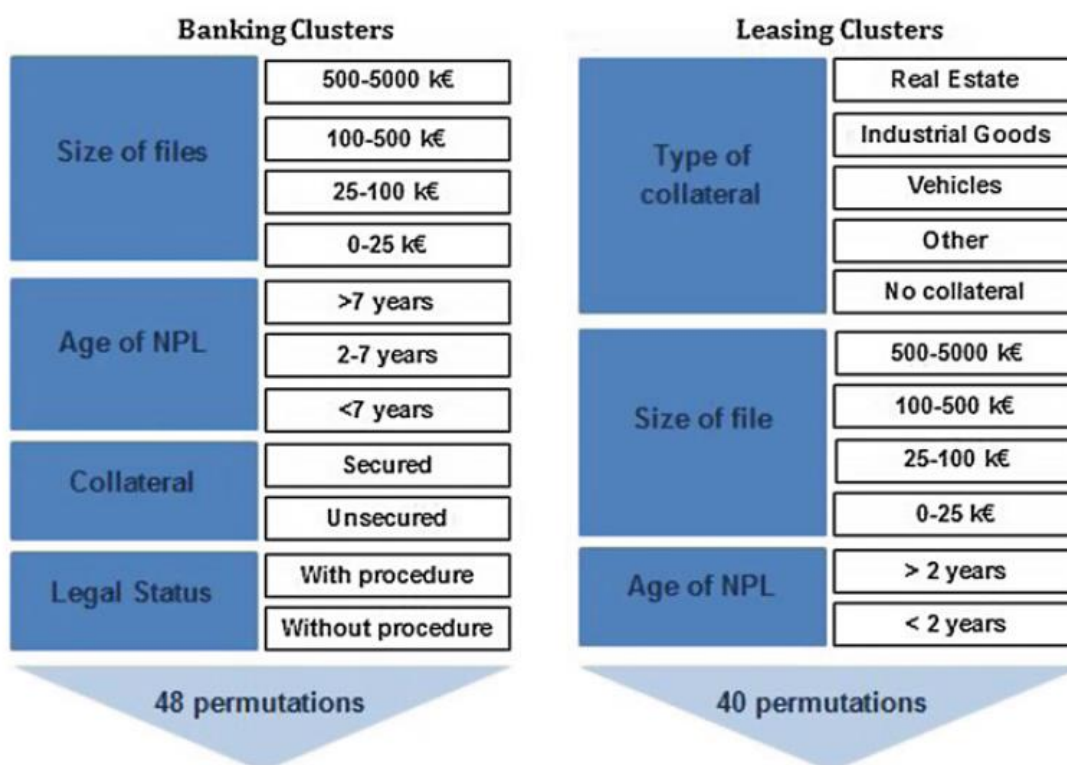 Banking Clusters
Size of files
500-5000 k€
100-500 k€
25-100 k€
0-25 k€
Age of NPL
>7 years
2-7 years
<7 years
Collateral
Secured
Unsecured
Legal Status
With procedure
Without procedure
48 permutations
Leasing Clusters
Type of
collateral
Real Estate
Industrial Goods
Vehicles
Other
No collateral
Size of file
500-5000 k€
100-500 k€
25-100 k€
0-25 k€
Age of NPL
> 2 years
< 2 years
40 permutations